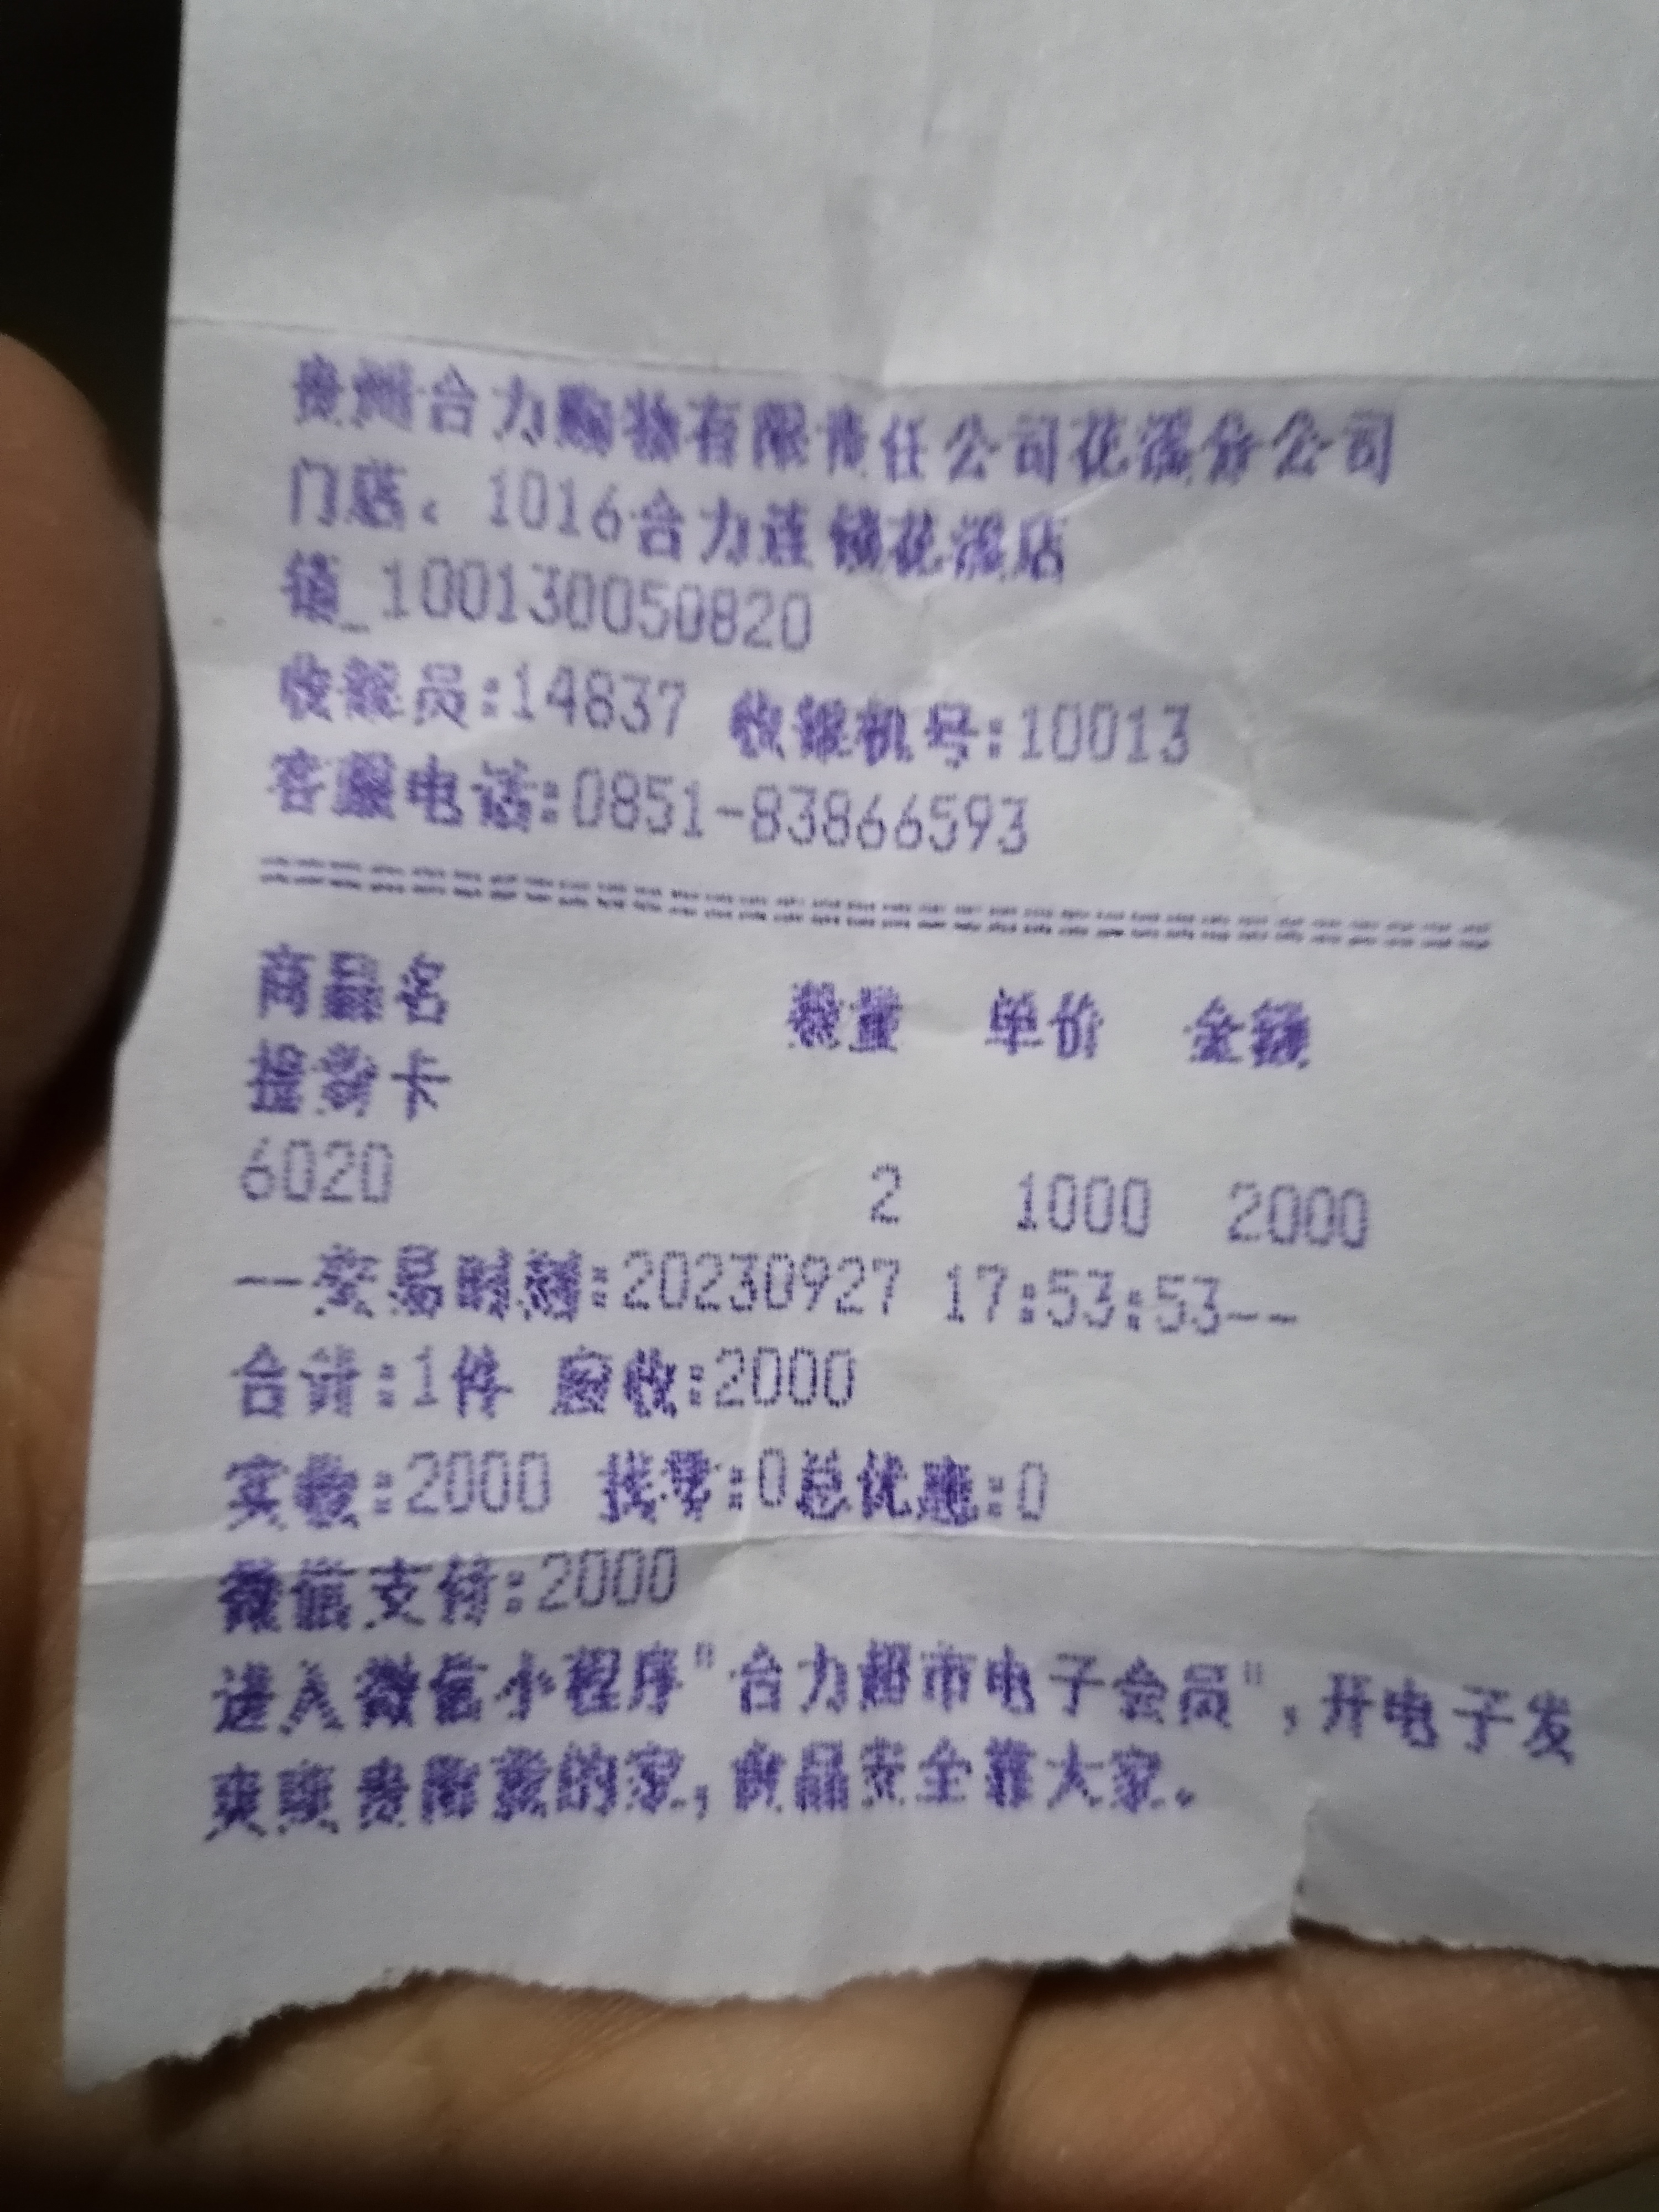 贵州合力购物有限责任公司花溪分公司
门店: 1016合力连锁花溪店
销_100130050820
收银员:14837 收银机号:10013
客服电话:0851-83866593
商品名 数量 单价 金额
提货卡
6020 2 1000 2000
--交易时刻:20230927 17:53:53--
合计:1件 应收:2000
实收:2000 找零:0总优惠:0
微信支付:2000
进入微信小程序"合力超市电子会员",开电子发
爽爽贵阳我的家,食品安全靠大家。